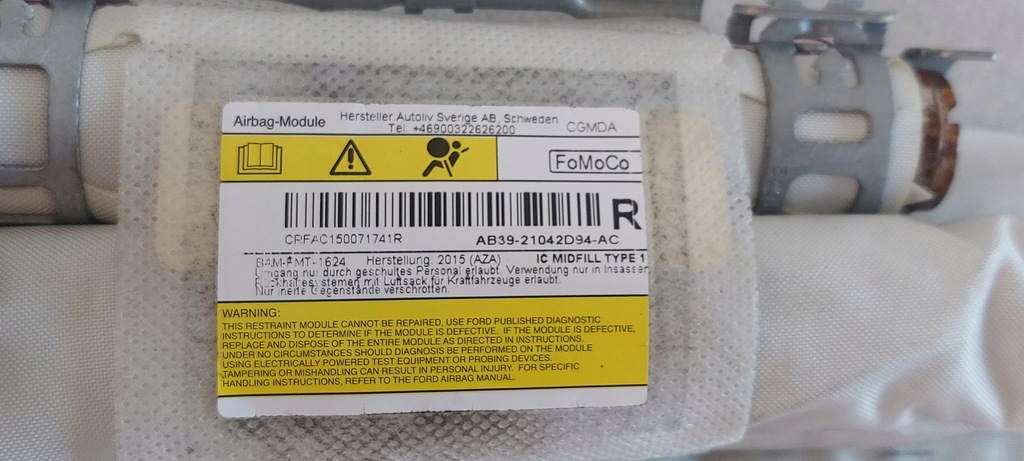 Airbag-Module
Hersteller Autoliv Sverige AB, Schweden
Tel: +46900322626200
CGMDA
FoMoCo
R
CRFAC150071741R
AB39-21042D94-AC
BAM-PMT-1624 Herstellung: 2015 (AZA) IC MIDFILL TYPE 1
Umgang nur durch geschultes Personal erlaubt. Verwendung nur in Insassen
Rückhaltesystemen mit Luftsack für Kraftfahrzeuge erlaubt.
Nur inerte Gegenstände verschrotten.
WARNING:
THIS RESTRAINT MODULE CANNOT BE REPAIRED, USE FORD PUBLISHED DIAGNOSTIC
INSTRUCTIONS TO DETERMINE IF THE MODULE IS DEFECTIVE. IF THE MODULE IS DEFECTIVE,
REPLACE AND DISPOSE OF THE ENTIRE MODULE AS DIRECTED IN INSTRUCTIONS.
UNDER NO CIRCUMSTANCES SHOULD DIAGNOSIS BE PERFORMED ON THE MODULE
USING ELECTRICALLY POWERED TEST EQUIPMENT OR PROBING DEVICES.
TAMPERING OR MISHANDLING CAN RESULT IN PERSONAL INJURY. FOR SPECIFIC
HANDLING INSTRUCTIONS, REFER TO THE FORD AIRBAG MANUAL.